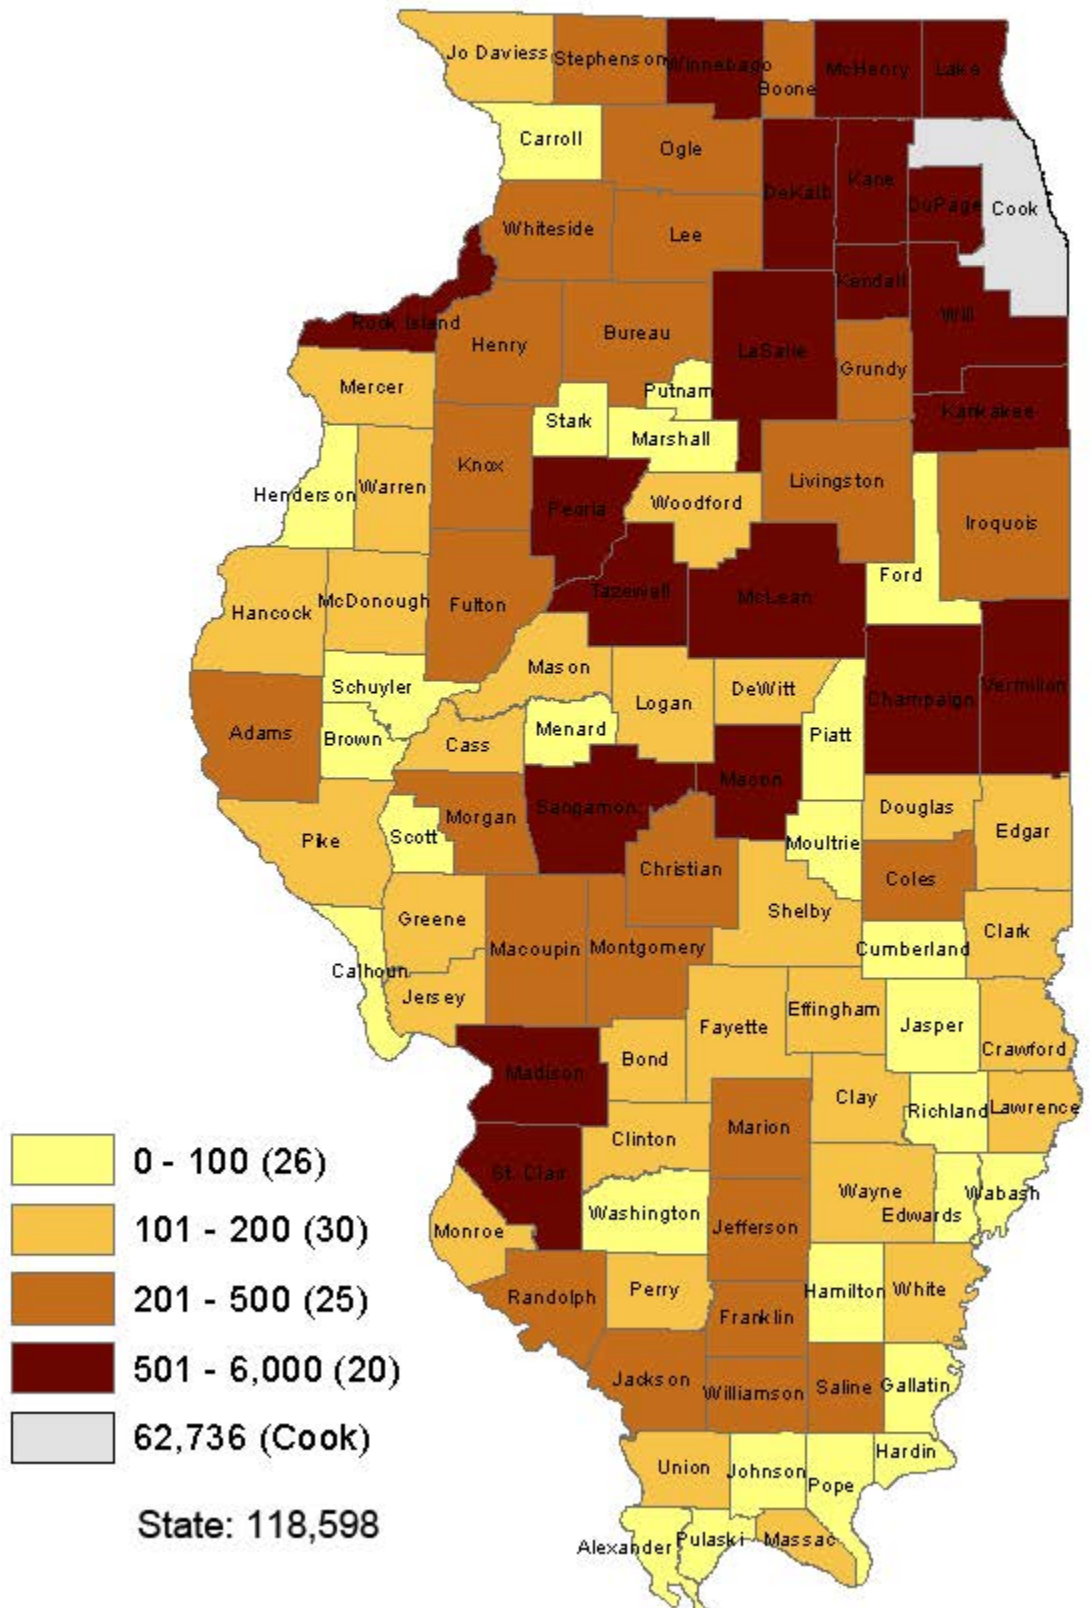 Jo Daviess
Stephenson
Winnebago
Boone
McHenry
Lake
Carroll
Ogle
DeKalb
Kane
DuPage
Cook
Whiteside
Lee
Kendall
Will
Rock Island
Henry
Bureau
LaSalle
Grundy
Mercer
Putnam
Kankakee
Stark
Marshall
Henderson
Warren
Knox
Peoria
Woodford
Livingston
Iroquois
Ford
Hancock
McDonough
Fulton
Tazewell
McLean
Mason
Schuyler
Logan
DeWitt
Champaign
Vermilion
Adams
Brown
Cass
Menard
Piatt
Macon
Pike
Scott
Morgan
Sangamon
Christian
Moultrie
Douglas
Edgar
Coles
Greene
Macoupin
Montgomery
Shelby
Cumberland
Clark
Calhoun
Jersey
Fayette
Effingham
Jasper
Crawford
Madison
Bond
Clay
Richland
Lawrence
Clinton
Marion
St. Clair
Wayne
Edwards
Wabash
Monroe
Washington
Jefferson
Randolph
Perry
Franklin
Hamilton
White
Jackson
Williamson
Saline
Gallatin
Union
Johnson
Pope
Hardin
Alexander
Pulaski
Massac
0 - 100 (26)
101 - 200 (30)
201 - 500 (25)
501 - 6,000 (20)
62,736 (Cook)
State: 118,598